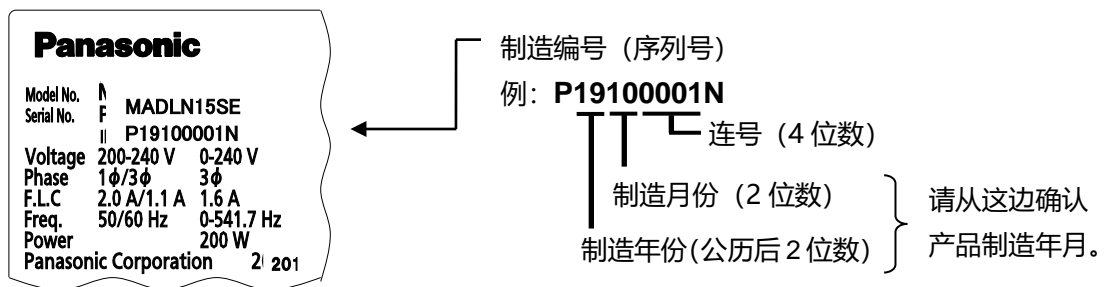 Panasonic
Model No. MADLN15SE
Serial No. P19100001N
Voltage 200-240 V 0-240 V
Phase 1ϕ/3ϕ 3ϕ
F.L.C 2.0 A/1.1 A 1.6 A
Freq. 50/60 Hz 0-541.7 Hz
Power 200 W
Panasonic Corporation 201
制造编号（序列号）
例：P19100001N
连号（4 位数）
制造月份（2 位数）
制造年份(公历后 2 位数)
请从这边确认
产品制造年月。